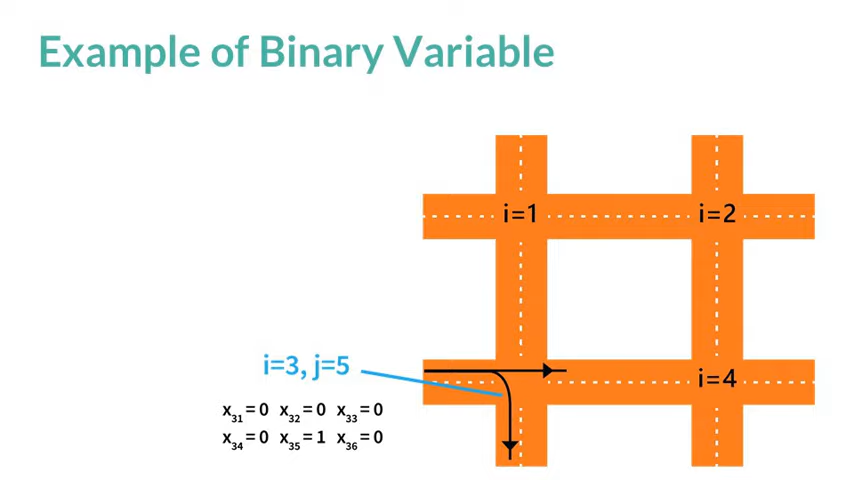 Example of Binary Variable
i=1
i=2
i=3, j=5
i=4
x31 = 0 x32 = 0 x33 = 0
x34 = 0 x35 = 1 x36 = 0